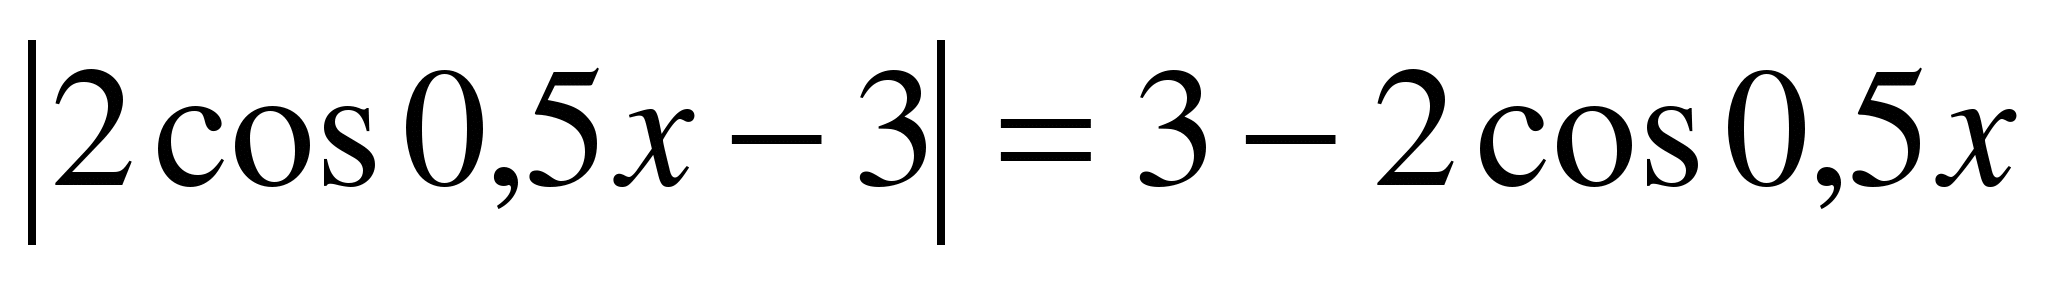 |2 cos 0,5x − 3| = 3 − 2 cos 0,5x